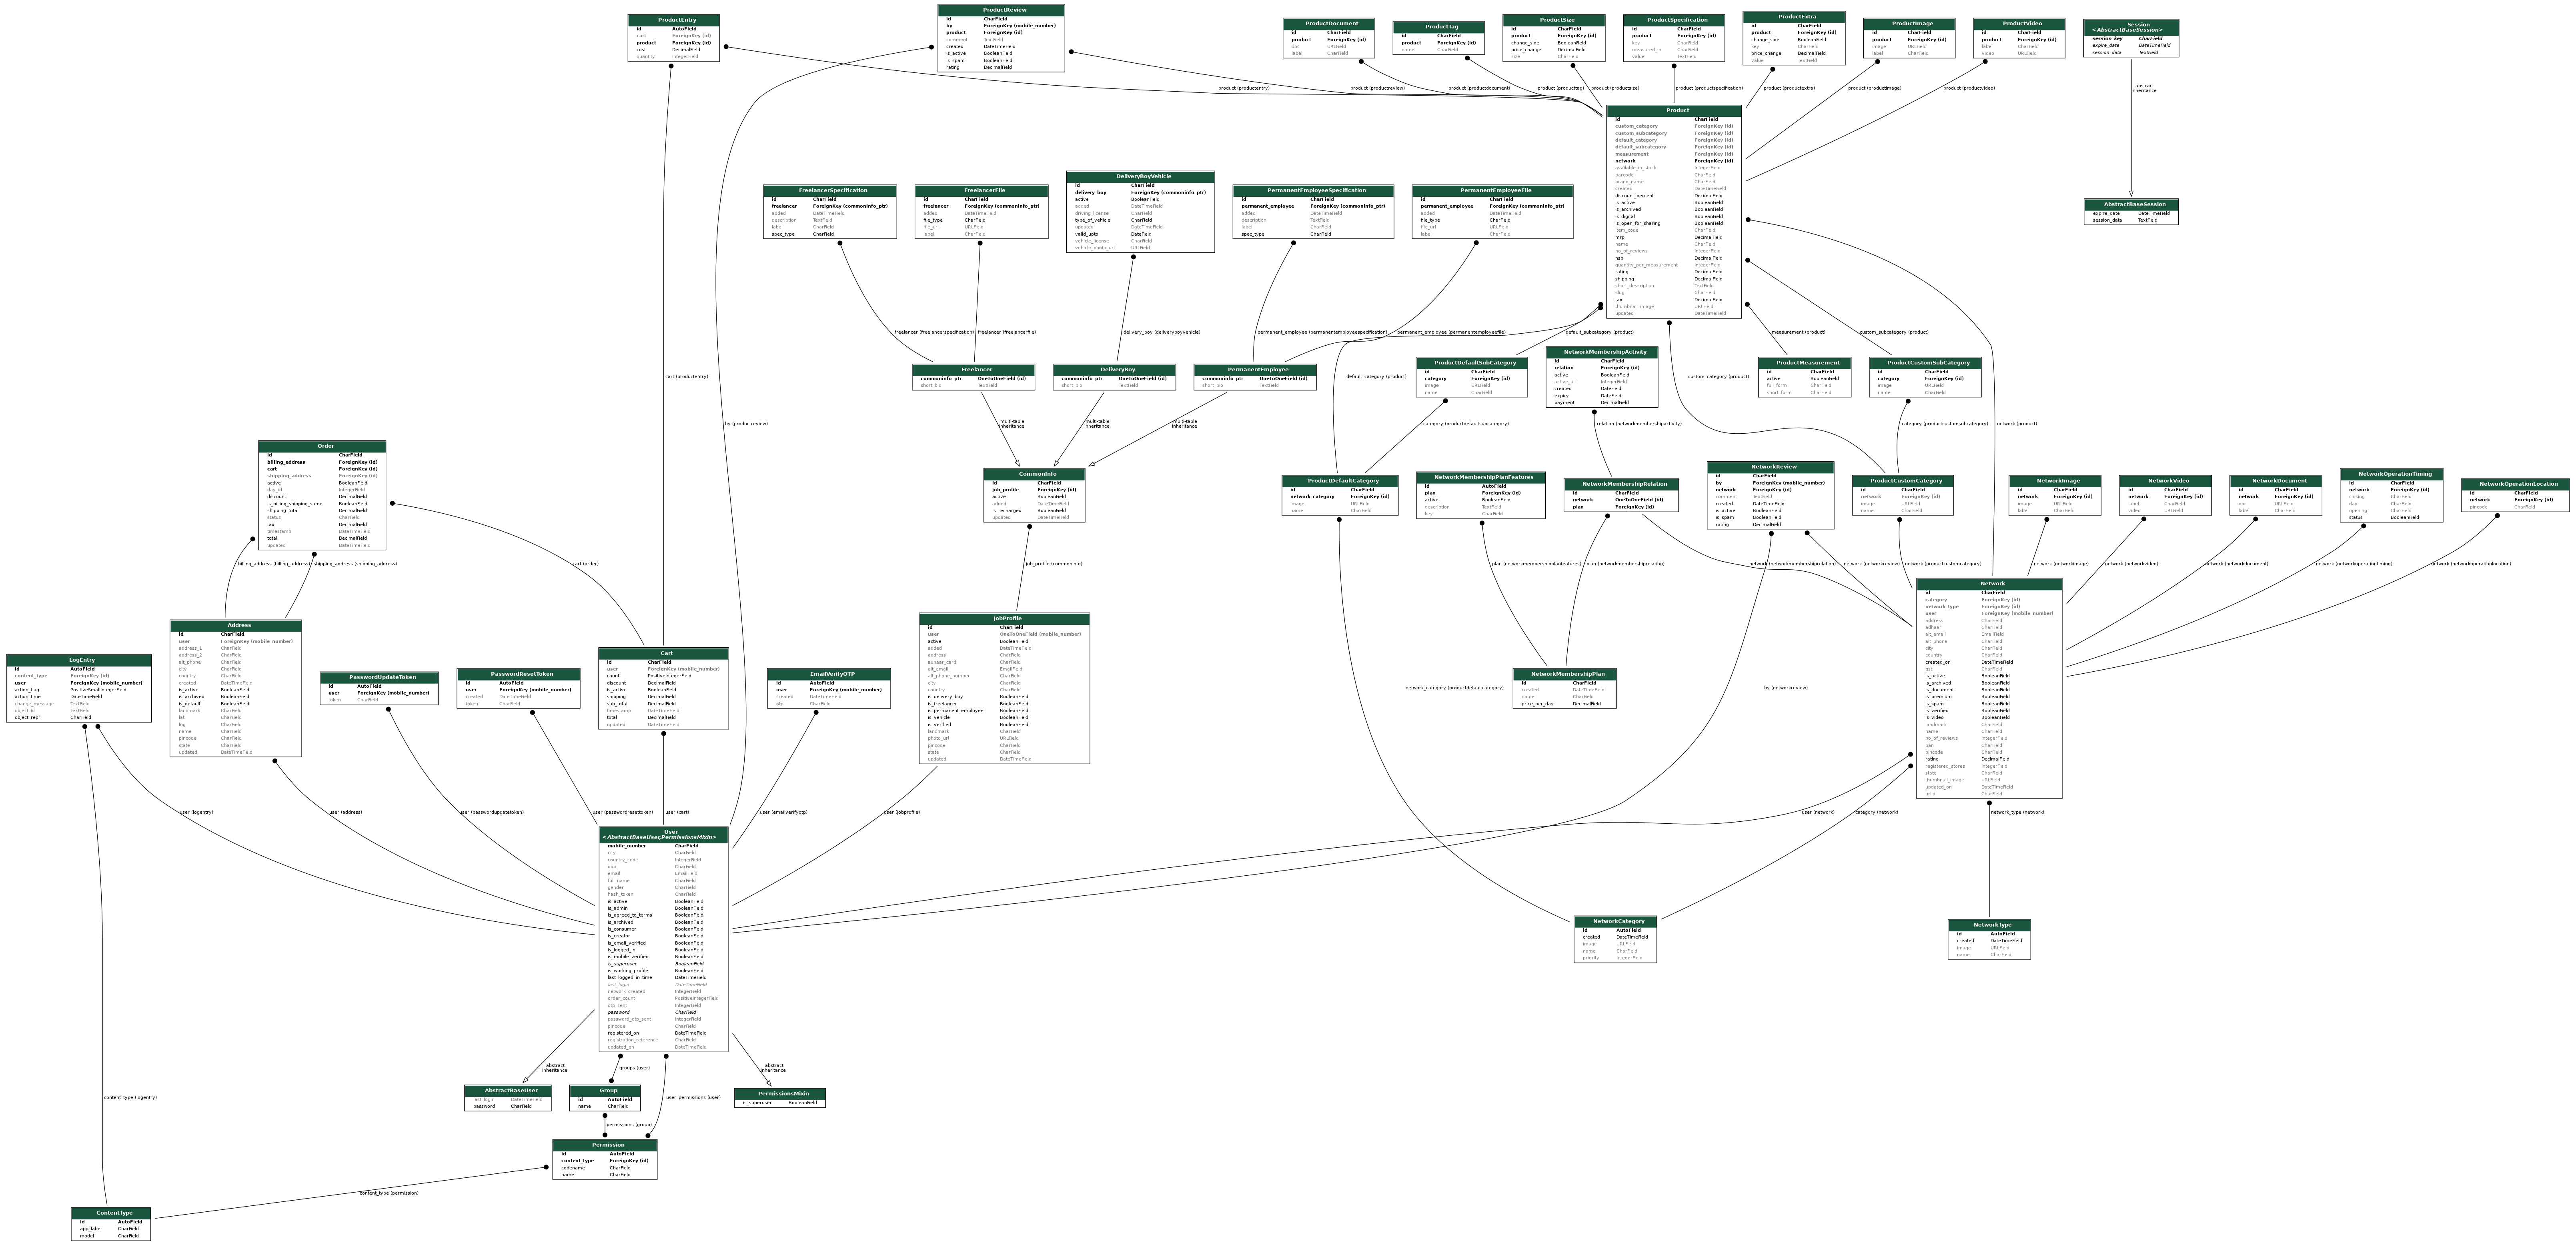 ProductEntry
id AutoField
cart ForeignKey (id)
product ForeignKey (id)
cost DecimalField
quantity IntegerField
ProductReview
id CharField
by ForeignKey (mobile_number)
product ForeignKey (id)
comment TextField
created DateTimeField
is_active BooleanField
is_spam BooleanField
rating DecimalField
ProductDocument
id CharField
product ForeignKey (id)
doc URLField
label CharField
ProductTag
id CharField
product ForeignKey (id)
name CharField
ProductSize
id CharField
product ForeignKey (id)
change_side BooleanField
price_change DecimalField
size CharField
ProductSpecification
id CharField
product ForeignKey (id)
key CharField
measured_in CharField
value TextField
ProductExtra
id CharField
product ForeignKey (id)
change_side BooleanField
key CharField
price_change DecimalField
value TextField
ProductImage
id CharField
product ForeignKey (id)
image URLField
label CharField
ProductVideo
id CharField
product ForeignKey (id)
label CharField
video URLField
Session
<AbstractBaseSession>
session_key CharField
expire_date DateTimeField
session_data TextField
product (productentry)
product (productreview)
product (productdocument)
product (producttag)
product (productsize)
product (productspecification)
product (productextra)
product (productimage)
product (productvideo)
abstract
inheritance
Product
id CharField
custom_category ForeignKey (id)
custom_subcategory ForeignKey (id)
default_category ForeignKey (id)
default_subcategory ForeignKey (id)
measurement ForeignKey (id)
network ForeignKey (id)
available_in_stock IntegerField
barcode CharField
brand_name CharField
created DateTimeField
discount_percent DecimalField
is_active BooleanField
is_archived BooleanField
is_digital BooleanField
is_open_for_sharing BooleanField
item_code CharField
mrp DecimalField
name CharField
no_of_reviews IntegerField
nsp DecimalField
quantity_per_measurement IntegerField
rating DecimalField
shipping DecimalField
short_description TextField
slug CharField
tax DecimalField
thumbnail_image URLField
updated DateTimeField
FreelancerSpecification
id CharField
freelancer ForeignKey (commoninfo_ptr)
added DateTimeField
description TextField
label CharField
spec_type CharField
FreelancerFile
id CharField
freelancer ForeignKey (commoninfo_ptr)
added DateTimeField
file_type CharField
file_url URLField
label CharField
DeliveryBoyVehicle
id CharField
delivery_boy ForeignKey (commoninfo_ptr)
active BooleanField
added DateTimeField
driving_license CharField
type_of_vehicle CharField
updated DateTimeField
valid_upto DateField
vehicle_license CharField
vehicle_photo_url URLField
PermanentEmployeeSpecification
id CharField
permanent_employee ForeignKey (commoninfo_ptr)
added DateTimeField
description TextField
label CharField
spec_type CharField
PermanentEmployeeFile
id CharField
permanent_employee ForeignKey (commoninfo_ptr)
added DateTimeField
file_type CharField
file_url URLField
label CharField
AbstractBaseSession
expire_date DateTimeField
session_data TextField
freelancer (freelancerspecification)
freelancer (freelancerfile)
delivery_boy (deliveryboyvehicle)
permanent_employee (permanentemployeespecification)
permanent_employee (permanentemployeefile)
default_subcategory (product)
measurement (product)
custom_subcategory (product)
cart (productentry)
default_category (product)
custom_category (product)
Freelancer
commoninfo_ptr OneToOneField (id)
short_bio TextField
DeliveryBoy
commoninfo_ptr OneToOneField (id)
short_bio TextField
PermanentEmployee
commoninfo_ptr OneToOneField (id)
short_bio TextField
ProductDefaultSubCategory
id CharField
category ForeignKey (id)
image URLField
name CharField
NetworkMembershipActivity
id CharField
relation ForeignKey (id)
active BooleanField
active_till IntegerField
created DateField
expiry DateField
payment DecimalField
ProductMeasurement
id CharField
active BooleanField
full_form CharField
short_form CharField
ProductCustomSubCategory
id CharField
category ForeignKey (id)
image URLField
name CharField
by (productreview)
multi-table
inheritance
multi-table
inheritance
multi-table
inheritance
category (productdefaultsubcategory)
relation (networkmembershipactivity)
category (productcustomsubcategory)
network (product)
Order
id CharField
billing_address ForeignKey (id)
cart ForeignKey (id)
shipping_address ForeignKey (id)
active BooleanField
day_id IntegerField
discount DecimalField
is_billing_shipping_same BooleanField
shipping_total DecimalField
status CharField
tax DecimalField
timestamp DateTimeField
total DecimalField
updated DateTimeField
CommonInfo
id CharField
job_profile ForeignKey (id)
active BooleanField
added DateTimeField
is_recharged BooleanField
updated DateTimeField
ProductDefaultCategory
id CharField
network_category ForeignKey (id)
image URLField
name CharField
NetworkMembershipPlanFeatures
id AutoField
plan ForeignKey (id)
active BooleanField
description TextField
key CharField
NetworkMembershipRelation
id CharField
network OneToOneField (id)
plan ForeignKey (id)
NetworkReview
id CharField
by ForeignKey (mobile_number)
network ForeignKey (id)
comment TextField
created DateTimeField
is_active BooleanField
is_spam BooleanField
rating DecimalField
ProductCustomCategory
id CharField
network ForeignKey (id)
image URLField
name CharField
NetworkImage
id CharField
network ForeignKey (id)
image URLField
label CharField
NetworkVideo
id CharField
network ForeignKey (id)
label CharField
video URLField
NetworkDocument
id CharField
network ForeignKey (id)
doc URLField
label CharField
NetworkOperationTiming
id CharField
network ForeignKey (id)
closing CharField
day CharField
opening CharField
status BooleanField
NetworkOperationLocation
id CharField
network ForeignKey (id)
pincode CharField
billing_address (billing_address)
shipping_address (shipping_address)
cart (order)
job_profile (commoninfo)
plan (networkmembershipplanfeatures)
plan (networkmembershiprelation)
network (networkmembershiprelation)
network (networkreview)
network (productcustomcategory)
network (networkimage)
network (networkvideo)
network (networkdocument)
network (networkoperationtiming)
network (networkoperationlocation)
LogEntry
id AutoField
content_type ForeignKey (id)
user ForeignKey (mobile_number)
action_flag PositiveSmallIntegerField
action_time DateTimeField
change_message TextField
object_id TextField
object_repr CharField
Address
id CharField
user ForeignKey (mobile_number)
address_1 CharField
address_2 CharField
alt_phone CharField
city CharField
country CharField
created DateTimeField
is_active BooleanField
is_archived BooleanField
is_default BooleanField
landmark CharField
lat CharField
lng CharField
name CharField
pincode CharField
state CharField
updated DateTimeField
PasswordUpdateToken
id AutoField
user ForeignKey (mobile_number)
token CharField
PasswordResetToken
id AutoField
user ForeignKey (mobile_number)
created DateTimeField
token CharField
Cart
id CharField
user ForeignKey (mobile_number)
count PositiveIntegerField
discount DecimalField
is_active BooleanField
shipping DecimalField
sub_total DecimalField
timestamp DateTimeField
total DecimalField
updated DateTimeField
EmailVerifyOTP
id AutoField
user ForeignKey (mobile_number)
created DateTimeField
otp CharField
JobProfile
id CharField
user OneToOneField (mobile_number)
active BooleanField
added DateTimeField
address CharField
adhaar_card CharField
alt_email EmailField
alt_phone_number CharField
city CharField
country CharField
is_delivery_boy BooleanField
is_freelancer BooleanField
is_permanent_employee BooleanField
is_vehicle BooleanField
is_verified BooleanField
landmark CharField
photo_url URLField
pincode CharField
state CharField
updated DateTimeField
NetworkMembershipPlan
id CharField
created DateTimeField
name CharField
price_per_day DecimalField
Network
id CharField
category ForeignKey (id)
network_type ForeignKey (id)
user ForeignKey (mobile_number)
address CharField
adhaar CharField
alt_email EmailField
alt_phone CharField
city CharField
country CharField
created_on DateTimeField
gst CharField
is_active BooleanField
is_archived BooleanField
is_document BooleanField
is_premium BooleanField
is_spam BooleanField
is_verified BooleanField
is_video BooleanField
landmark CharField
name CharField
no_of_reviews IntegerField
pan CharField
pincode CharField
rating DecimalField
registered_stores IntegerField
state CharField
thumbnail_image URLField
updated_on DateTimeField
urlid CharField
network_category (productdefaultcategory)
by (networkreview)
user (logentry)
user (address)
user (passwordupdatetoken)
user (passwordresettoken)
user (cart)
user (emailverifyotp)
user (jobprofile)
user (network)
category (network)
network_type (network)
User
<AbstractBaseUser,PermissionsMixin>
mobile_number CharField
city CharField
country_code IntegerField
dob CharField
email EmailField
full_name CharField
gender CharField
hash_token CharField
is_active BooleanField
is_admin BooleanField
is_agreed_to_terms BooleanField
is_archived BooleanField
is_consumer BooleanField
is_creator BooleanField
is_email_verified BooleanField
is_logged_in BooleanField
is_mobile_verified BooleanField
is_superuser BooleanField
is_working_profile BooleanField
last_logged_in_time DateTimeField
last_login DateTimeField
network_created IntegerField
order_count PositiveIntegerField
otp_sent IntegerField
password CharField
password_otp_sent IntegerField
pincode CharField
registered_on DateTimeField
registration_reference CharField
updated_on DateTimeField
NetworkCategory
id AutoField
created DateTimeField
image URLField
name CharField
priority IntegerField
NetworkType
id AutoField
created DateTimeField
image URLField
name CharField
abstract
inheritance
groups (user)
abstract
inheritance
AbstractBaseUser
last_login DateTimeField
password CharField
Group
id AutoField
name CharField
user_permissions (user)
PermissionsMixin
is_superuser BooleanField
content_type (logentry)
permissions (group)
Permission
id AutoField
content_type ForeignKey (id)
codename CharField
name CharField
content_type (permission)
ContentType
id AutoField
app_label CharField
model CharField